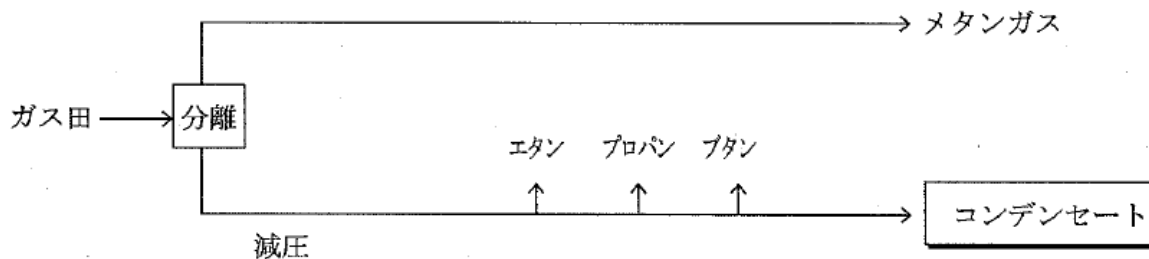 メタンガス
ガス田
分離
エタン
プロパン
ブタン
コンデンセート
減圧